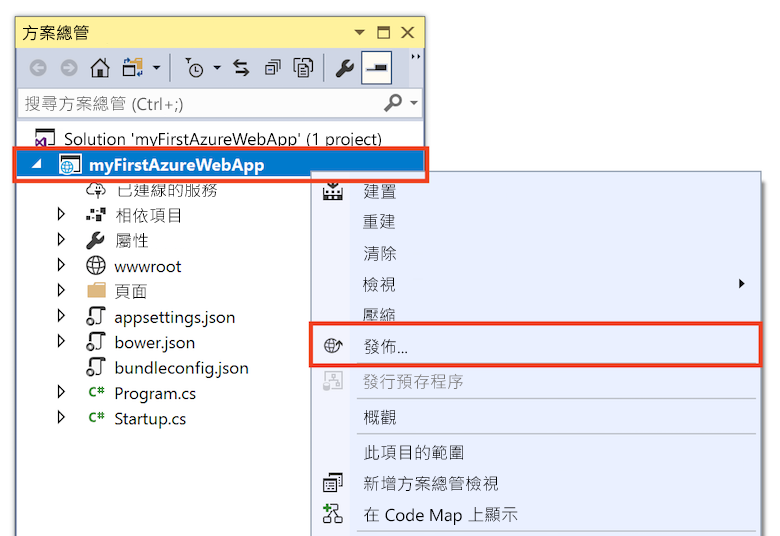 方案總管
搜尋方案總管 (Ctrl+;)
Solution 'myFirstAzureWebApp' (1 project)
myFirstAzureWebApp
已連線的服務
相依項目
屬性
wwwroot
頁面
appsettings.json
bower.json
bundleconfig.json
C# Program.cs
C# Startup.cs
建置
重建
清除
檢視
壓縮
發佈...
發行預存程序
概觀
此項目的範圍
新增方案總管檢視
在 Code Map 上顯示